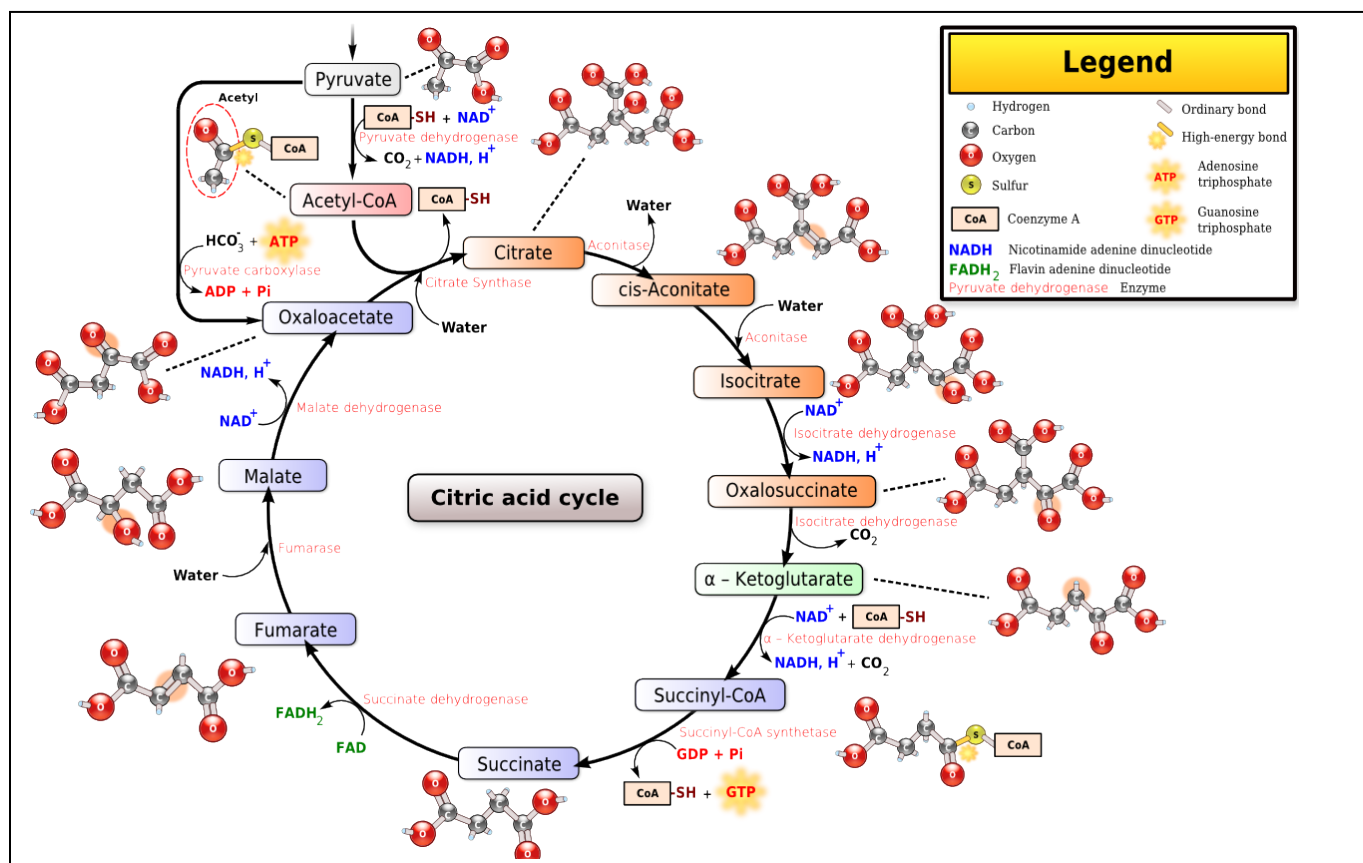 Legend
Hydrogen
Carbon
Oxygen
S
Sulfur
CoA
Coenzyme A
NADH
Nicotinamide adenine dinucleotide
FADH2
Flavin adenine dinucleotide
Pyruvate dehydrogenase
Enzyme
Ordinary bond
High-energy bond
ATP
Adenosine
triphosphate
GTP
Guanosine
triphosphate
Pyruvate
Acetyl
CoA-SH + NAD+
Pyruvate dehydrogenase
CO2 + NADH, H+
S
CoA
Acetyl-CoA
CoA-SH
HCO3- + ATP
Pyruvate carboxylase
ADP + Pi
Citrate
Citrate Synthase
Water
Oxaloacetate
Aconitase
Water
cis-Aconitate
Water
Aconitase
Isocitrate
NAD+
Isocitrate dehydrogenase
NADH, H+
Oxalosuccinate
Isocitrate dehydrogenase
CO2
α – Ketoglutarate
NAD+ + CoA-SH
α – Ketoglutarate dehydrogenase
NADH, H+ + CO2
Succinyl-CoA
Succinyl-CoA synthetase
GDP + Pi
CoA-SH + GTP
S
CoA
Succinate
Succinate dehydrogenase
FADH2
FAD
Fumarate
Fumarase
Water
Malate
Malate dehydrogenase
NADH, H+
NAD+
Citric acid cycle